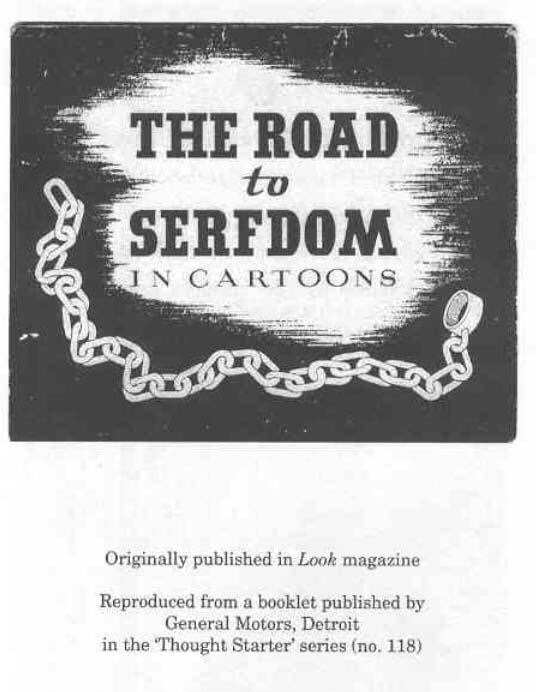 THE ROAD
to
SERFDOM
IN CARTOONS
Originally published in Look magazine
Reproduced from a booklet published by
General Motors, Detroit
in the 'Thought Starter' series (no. 118)